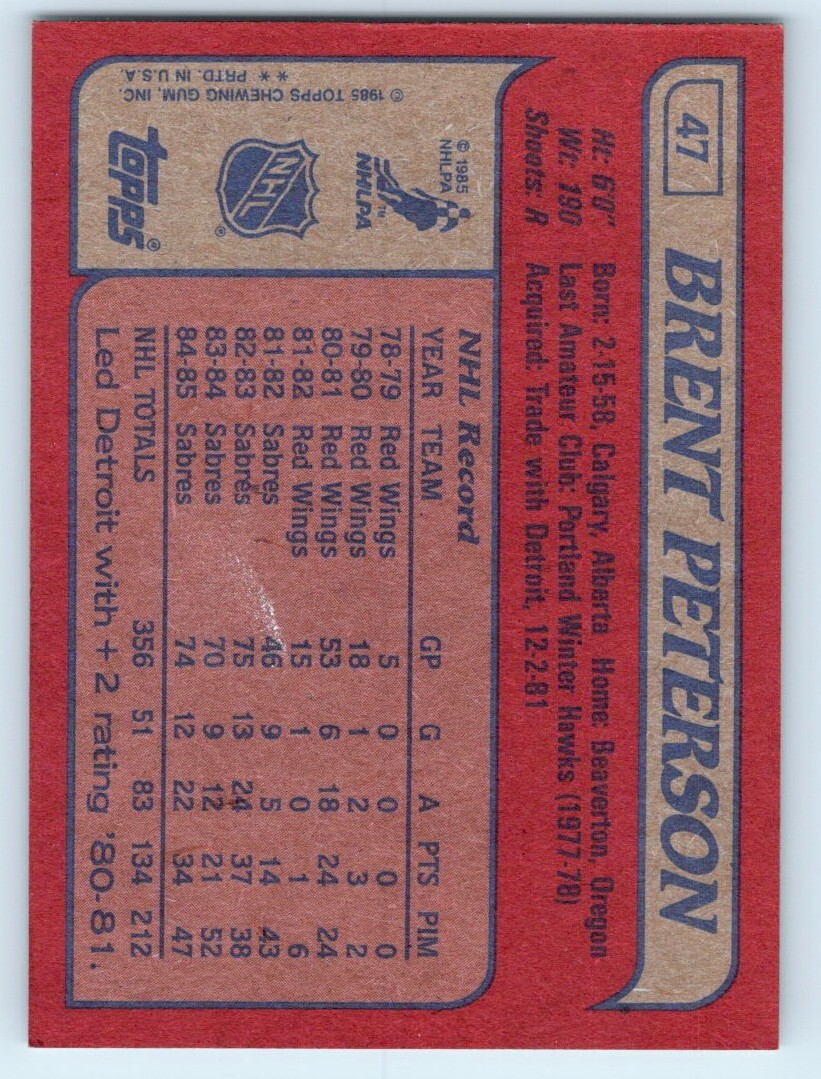 47
BRENT PETERSON
Ht: 6'0" Born: 2-15-58, Calgary, Alberta Home: Beaverton, Oregon
Wt: 190 Last Amateur Club: Portland Winter Hawks (1977-78)
Shoots: R Acquired: Trade with Detroit, 12-2-81
© 1985 NHLPA
NHLPA ™
NHL ®
TOPPS ®
© 1985 TOPPS CHEWING GUM, INC.
** PRTD. IN U.S.A.
NHL Record
YEAR TEAM GP G A PTS PIM
78-79 Red Wings 5 0 0 0 0
79-80 Red Wings 18 1 2 3 2
80-81 Red Wings 53 6 18 24 24
81-82 Red Wings 15 1 0 1 6
81-82 Sabres 46 9 5 14 43
82-83 Sabres 75 13 24 37 38
83-84 Sabres 70 9 12 21 52
84-85 Sabres 74 12 22 34 47
NHL TOTALS 356 51 83 134 212
Led Detroit with + 2 rating '80-81.